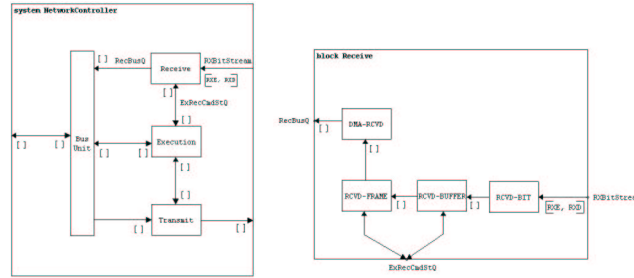 system NetworkController
[ ]
RecBusQ
Receive
RXBitStream
[ ]
[RXE, RXD]
ExRecCmdStQ
[ ]
Bus
Unit
[ ]
[ ]
[ ]
[ ]
Execution
[ ]
[ ]
Transmit
[ ]
[ ]
block Receive
RecBusQ
[ ]
DMA-RCVD
[ ]
RCVD-FRAME
[ ]
RCVD-BUFFER
[ ]
RCVD-BIT
RXBitStream
[RXE, RXD]
ExRecCmdStQ